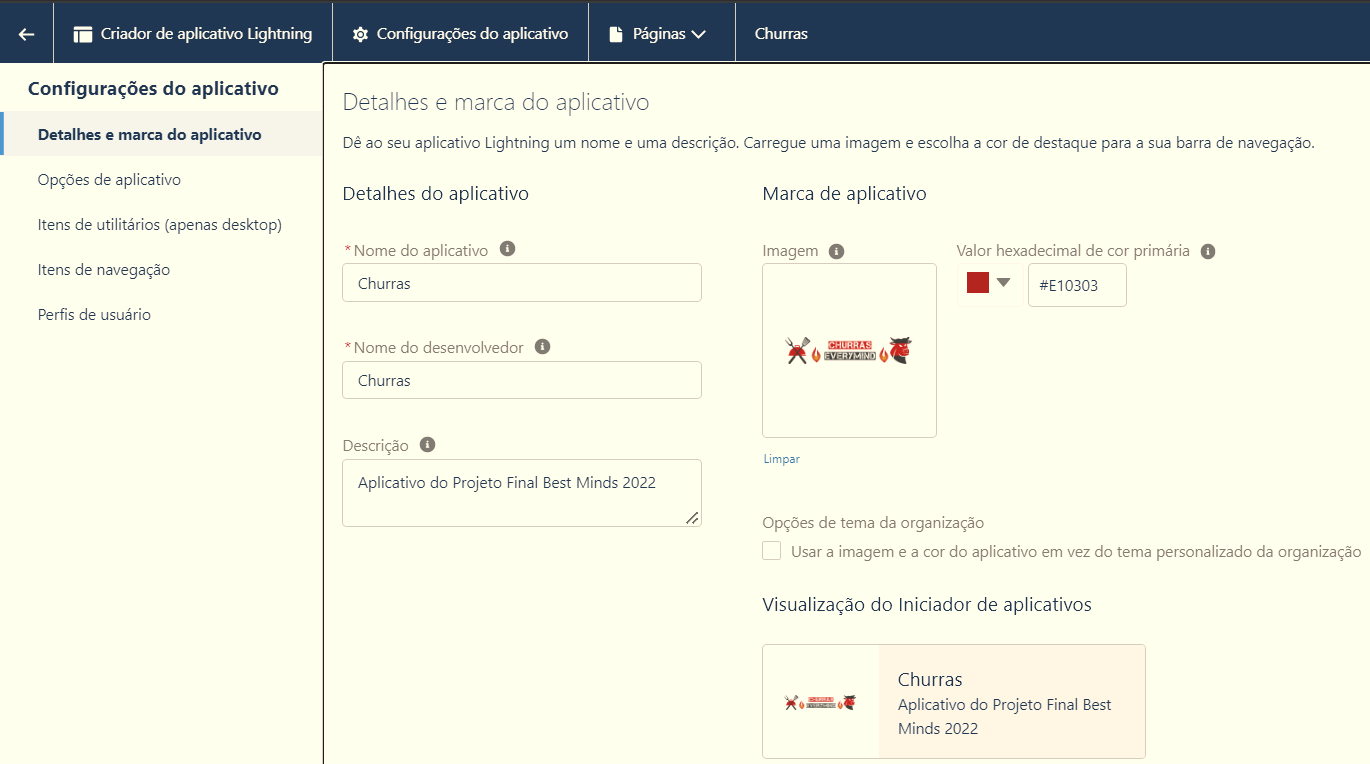 Criador de aplicativo Lightning
Configurações do aplicativo
Páginas
Churras
Configurações do aplicativo
Detalhes e marca do aplicativo
Opções de aplicativo
Itens de utilitários (apenas desktop)
Itens de navegação
Perfis de usuário
Detalhes e marca do aplicativo
Dê ao seu aplicativo Lightning um nome e uma descrição. Carregue uma imagem e escolha a cor de destaque para a sua barra de navegação.
Detalhes do aplicativo
*Nome do aplicativo
Churras
*Nome do desenvolvedor
Churras
Descrição
Aplicativo do Projeto Final Best Minds 2022
Marca de aplicativo
Imagem
CHURRAS
EVERYMIND
Limpar
Valor hexadecimal de cor primária
#E10303
Opções de tema da organização
Usar a imagem e a cor do aplicativo em vez do tema personalizado da organização
Visualização do Iniciador de aplicativos
CHURRAS
EVERYMIND
Churras
Aplicativo do Projeto Final Best
Minds 2022